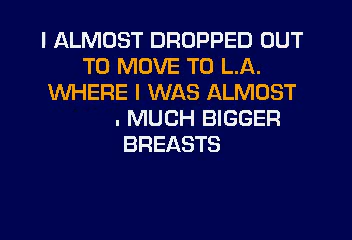 I ALMOST DROPPED OUT
TO MOVE TO L.A.
WHERE I WAS ALMOST
. MUCH BIGGER
BREASTS